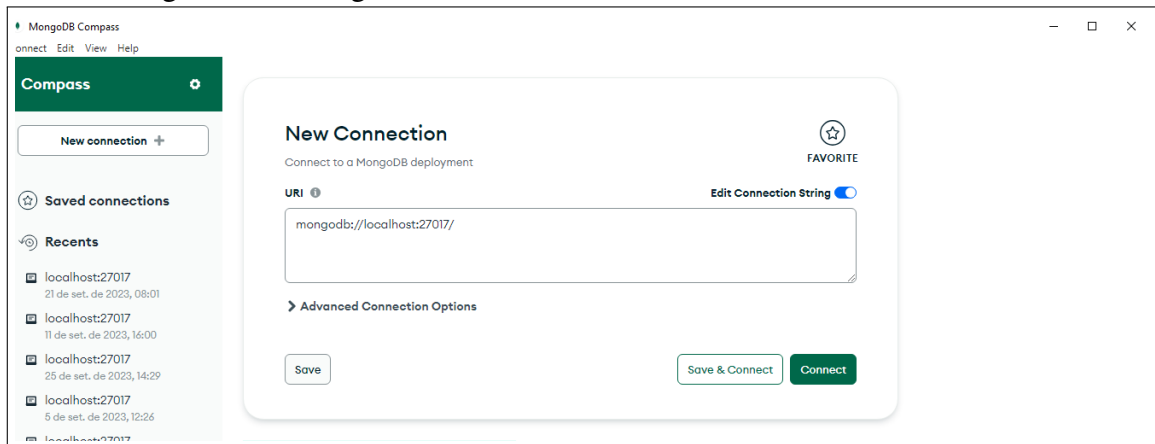 MongoDB Compass
onnect Edit View Help
Compass
New connection +
Saved connections
Recents
localhost:27017
21 de set. de 2023, 08:01
localhost:27017
11 de set. de 2023, 16:00
localhost:27017
25 de set. de 2023, 14:29
localhost:27017
5 de set. de 2023, 12:26
localhost:27017
New Connection
Connect to a MongoDB deployment
FAVORITE
URI
Edit Connection String
mongodb://localhost:27017/
Advanced Connection Options
Save
Save & Connect
Connect